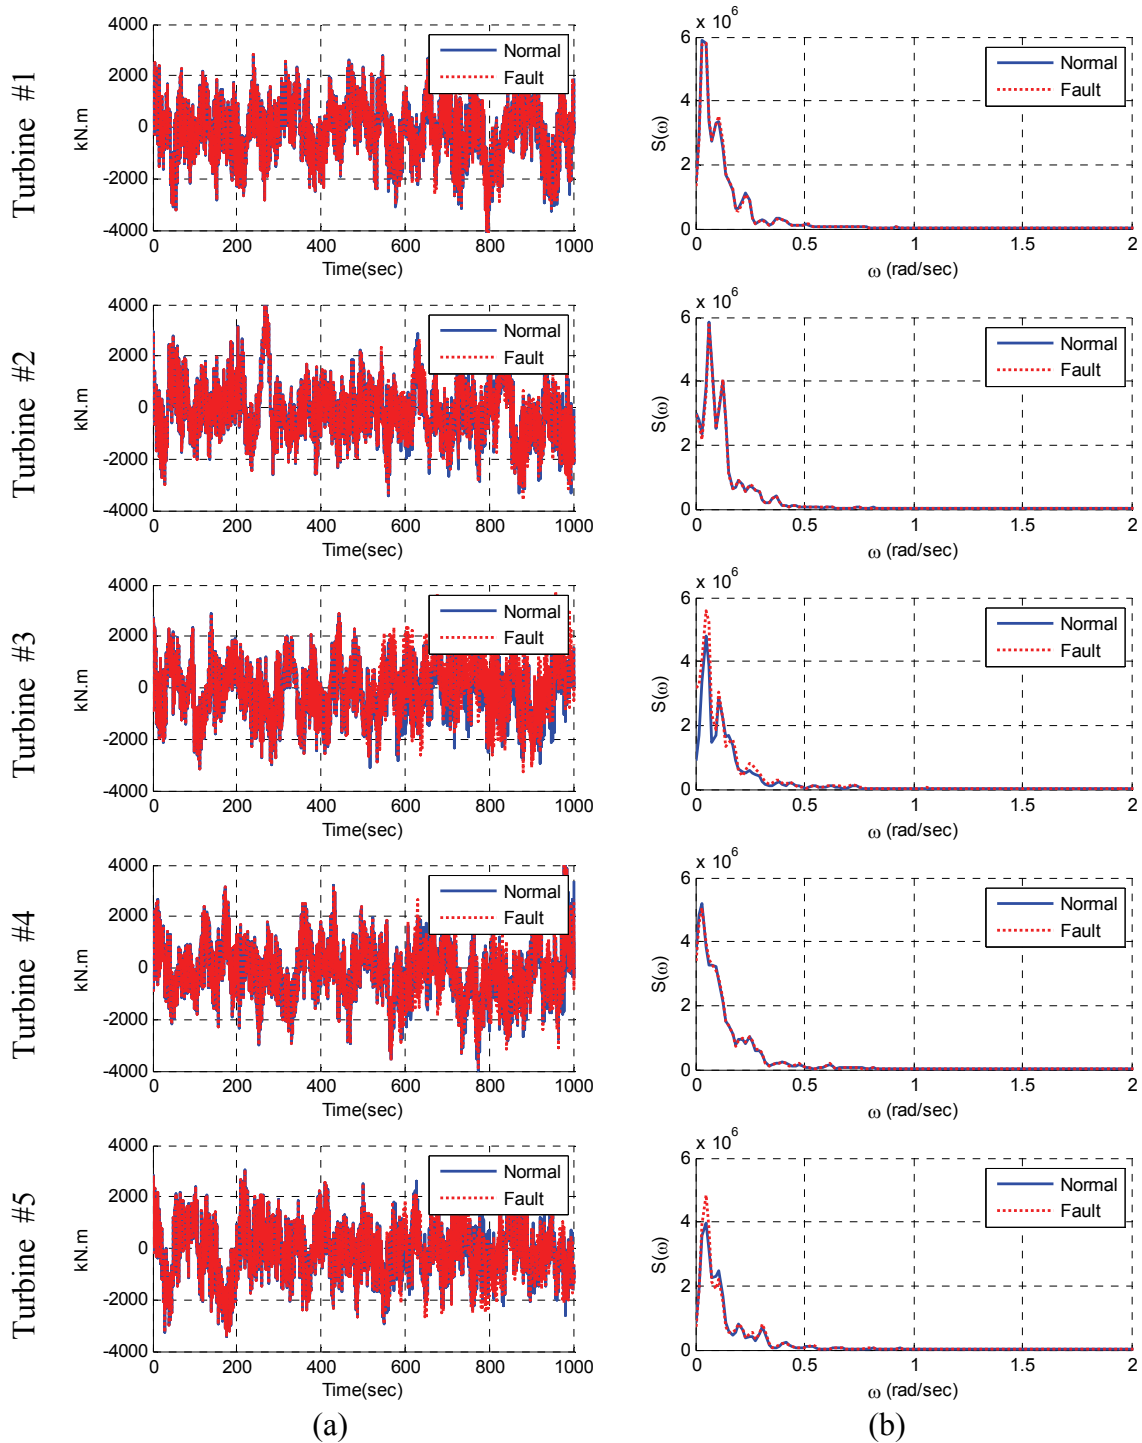 Turbine #1
4000
2000
0
-2000
-4000
kN.m
0 200 400 600 800 1000
Time(sec)
Normal
Fault
x 10^6
6
4
2
0
S(ω)
0 0.5 1 1.5 2
ω (rad/sec)
Normal
Fault
Turbine #2
4000
2000
0
-2000
-4000
kN.m
0 200 400 600 800 1000
Time(sec)
Normal
Fault
x 10^6
6
4
2
0
S(ω)
0 0.5 1 1.5 2
ω (rad/sec)
Normal
Fault
Turbine #3
4000
2000
0
-2000
-4000
kN.m
0 200 400 600 800 1000
Time(sec)
Normal
Fault
x 10^6
6
4
2
0
S(ω)
0 0.5 1 1.5 2
ω (rad/sec)
Normal
Fault
Turbine #4
4000
2000
0
-2000
-4000
kN.m
0 200 400 600 800 1000
Time(sec)
Normal
Fault
x 10^6
6
4
2
0
S(ω)
0 0.5 1 1.5 2
ω (rad/sec)
Normal
Fault
Turbine #5
4000
2000
0
-2000
-4000
kN.m
0 200 400 600 800 1000
Time(sec)
Normal
Fault
x 10^6
6
4
2
0
S(ω)
0 0.5 1 1.5 2
ω (rad/sec)
Normal
Fault
(a)
(b)